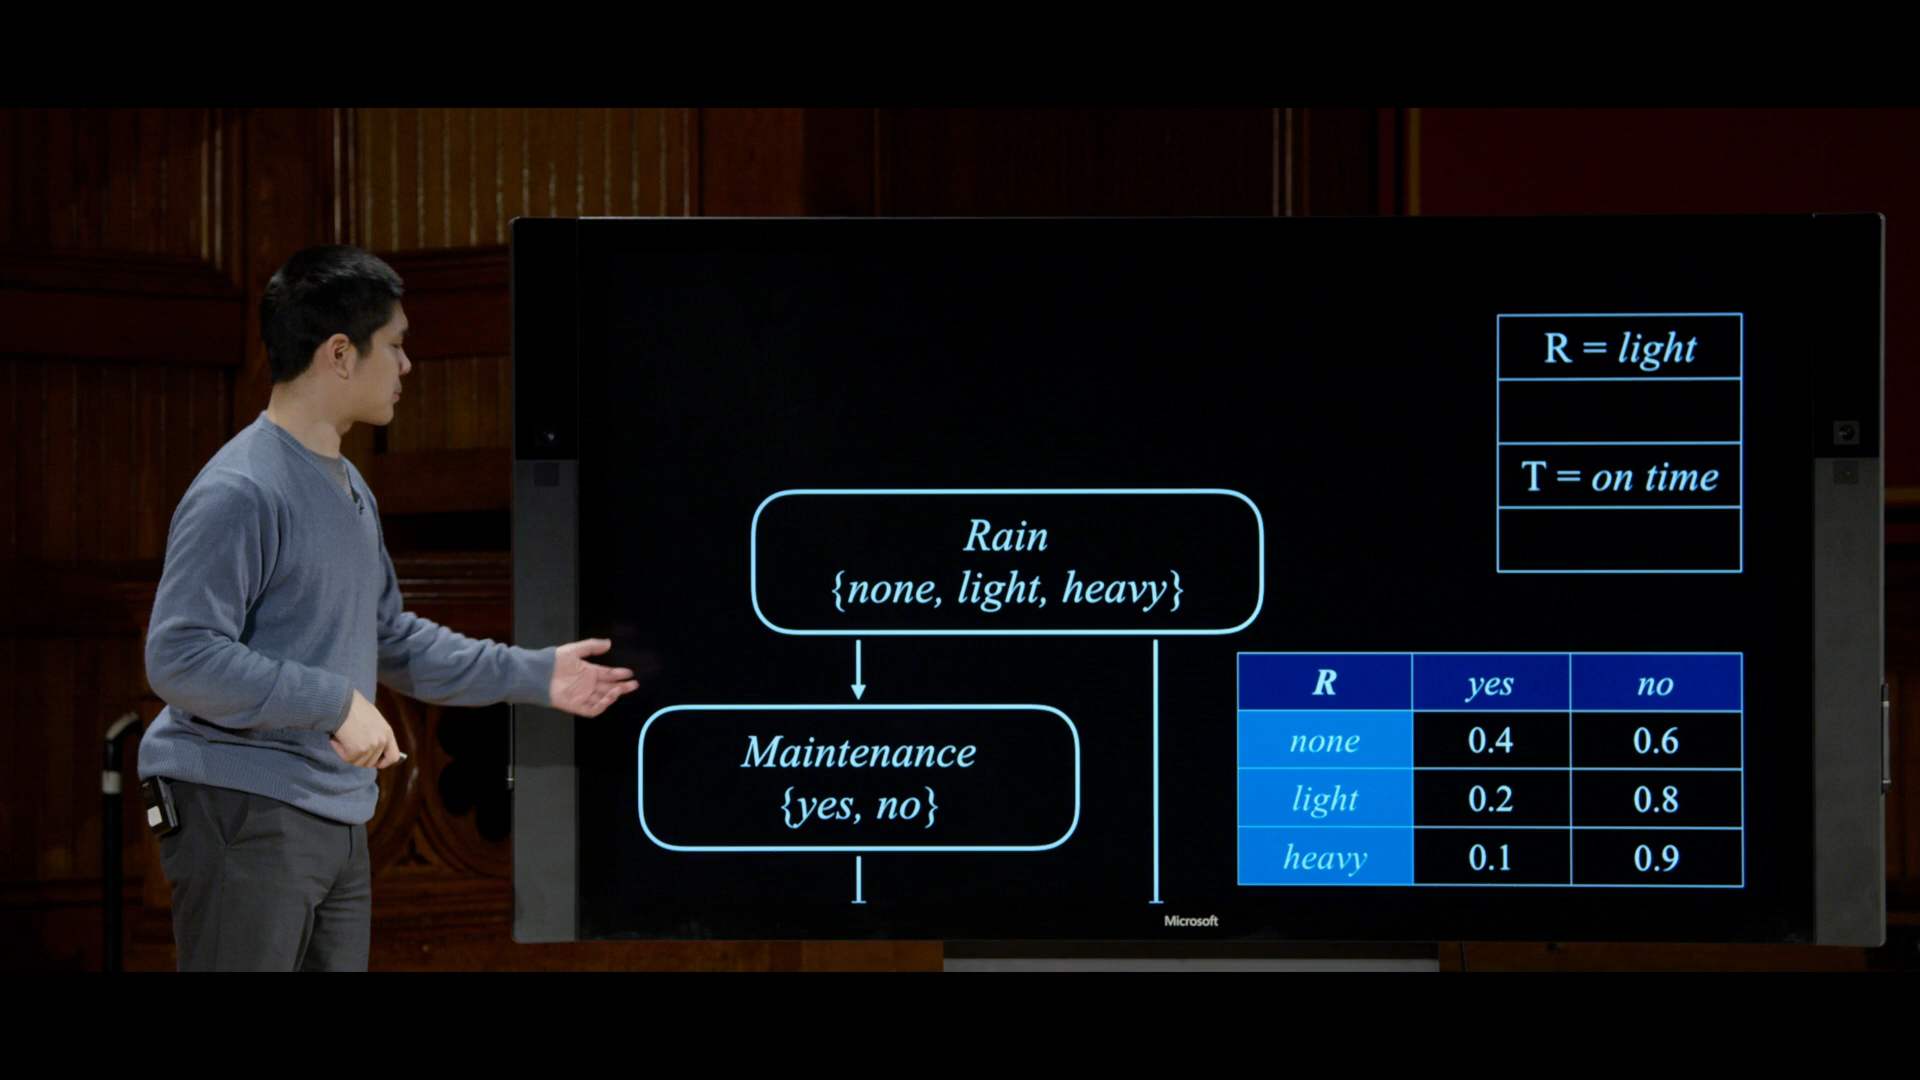 R = light
T = on time
Rain
{none, light, heavy}
Maintenance
{yes, no}
R yes no
none 0.4 0.6
light 0.2 0.8
heavy 0.1 0.9
Microsoft